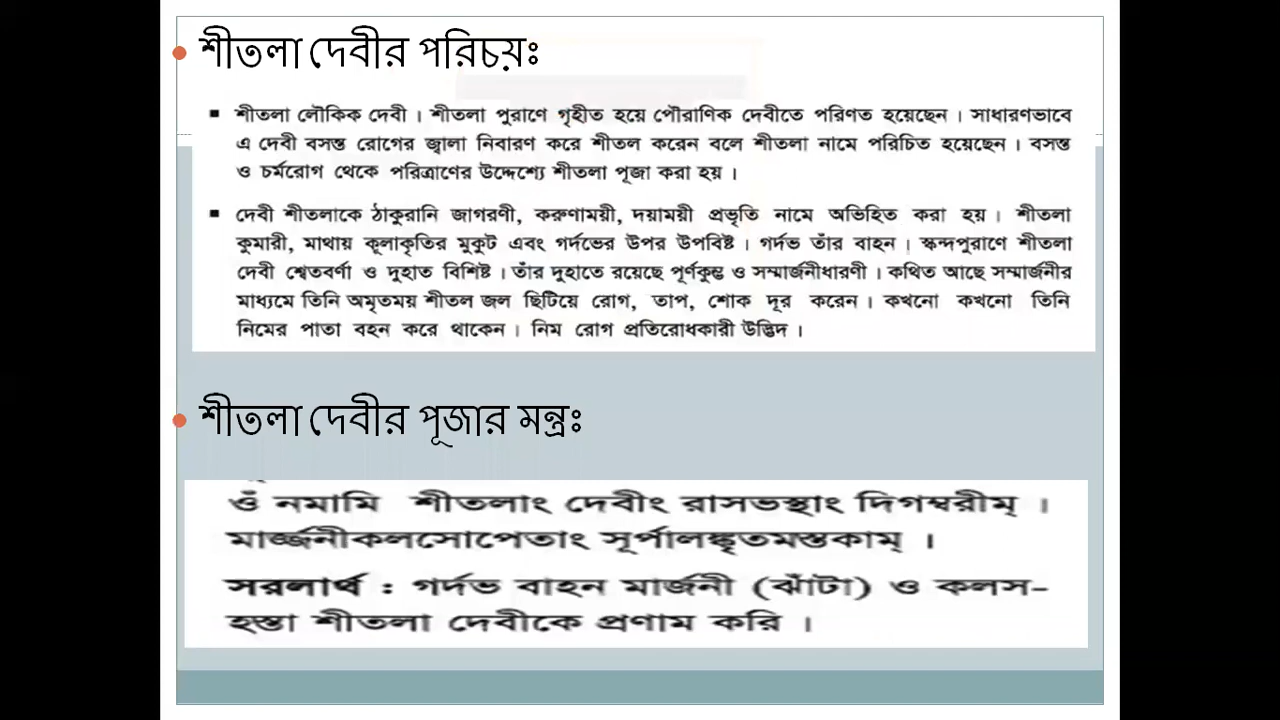 শীতলা দেবীর পরিচয়ঃ
শীতলা লৌকিক দেবী। শীতলা পুরাণে গৃহীত হয়ে পৌরাণিক দেবীতে পরিণত হয়েছেন। সাধারণভাবে
এ দেবী বসন্ত রোগের জ্বালা নিবারণ করে শীতল করেন বলে শীতলা নামে পরিচিত হয়েছেন। বসন্ত
ও চর্মরোগ থেকে পরিত্রাণের উদ্দেশ্যে শীতলা পূজা করা হয়।
দেবী শীতলাকে ঠাকুরানি জাগরণী, করুণাময়ী, দয়াময়ী প্রভৃতি নামে অভিহিত করা হয়। শীতলা
কুমারী, মাথায় কূলাকৃতির মুকুট এবং গর্দভের উপর উপবিষ্ট। গর্দভ তাঁর বাহন। স্কন্দপুরাণে শীতলা
দেবী শ্বেতবর্ণা ও দুহাত বিশিষ্ট। তাঁর দুহাতে রয়েছে পূর্ণকুম্ভ ও সম্মার্জনীধারণী। কথিত আছে সম্মার্জনীর
মাধ্যমে তিনি অমৃতময় শীতল জল ছিটিয়ে রোগ, তাপ, শোক দূর করেন। কখনো কখনো তিনি
নিমের পাতা বহন করে থাকেন। নিম রোগ প্রতিরোধকারী উদ্ভিদ।
শীতলা দেবীর পূজার মন্ত্রঃ
ওঁ নমামি শীতলাং দেবীং রাসভস্থাং দিগম্বরীম্।
মার্জ্জনীকলসোপেতাং সূর্পালঙ্কৃতমস্তকাম্।
সরলার্থ : গর্দভ বাহন মার্জনী (ঝাঁটা) ও কলস-
হস্তা শীতলা দেবীকে প্রণাম করি।